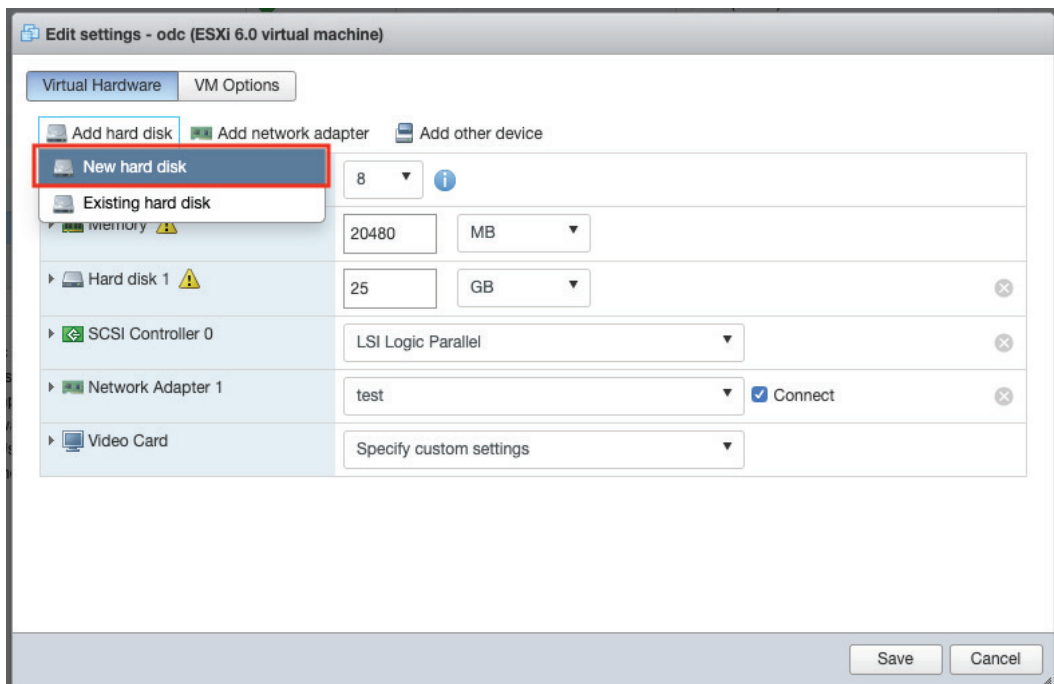 Edit settings - odc (ESXi 6.0 virtual machine)
Virtual Hardware VM Options
Add hard disk Add network adapter Add other device
New hard disk
8
Existing hard disk
Memory
20480 MB
Hard disk 1
25 GB
SCSI Controller 0
LSI Logic Parallel
Network Adapter 1
test Connect
Video Card
Specify custom settings
Save Cancel